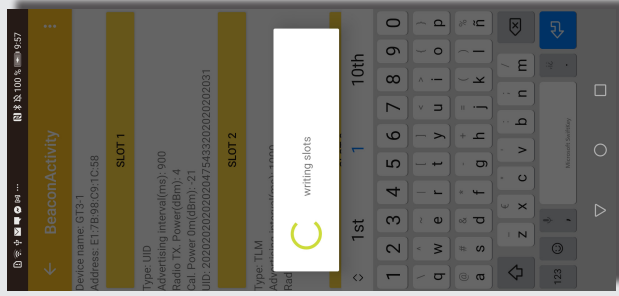 100 % 9:57
BeaconActivity
Device name: GT3-1
Address: E1:7B:98:C9:1C:58
SLOT 1
Type: UID
Advertising interval(ms): 900
Radio TX. Power(dBm): 4
Cal. Power 0m(dBm): -21
SLOT 2
Type: TLM
writing slots
1st 1 10th
1 2 3 4 5 6 7 8 9 0
q w e r t y u i o p
a s d f g h j k l ñ
z x c v b n m
123 , Microsoft SwiftKey .